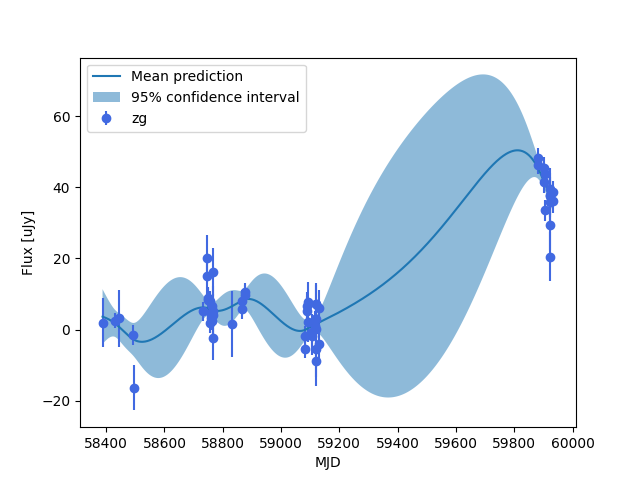 Mean prediction
95% confidence interval
zg
Flux [uJy]
60
40
20
0
−20
58400 58600 58800 59000 59200 59400 59600 59800 60000
MJD